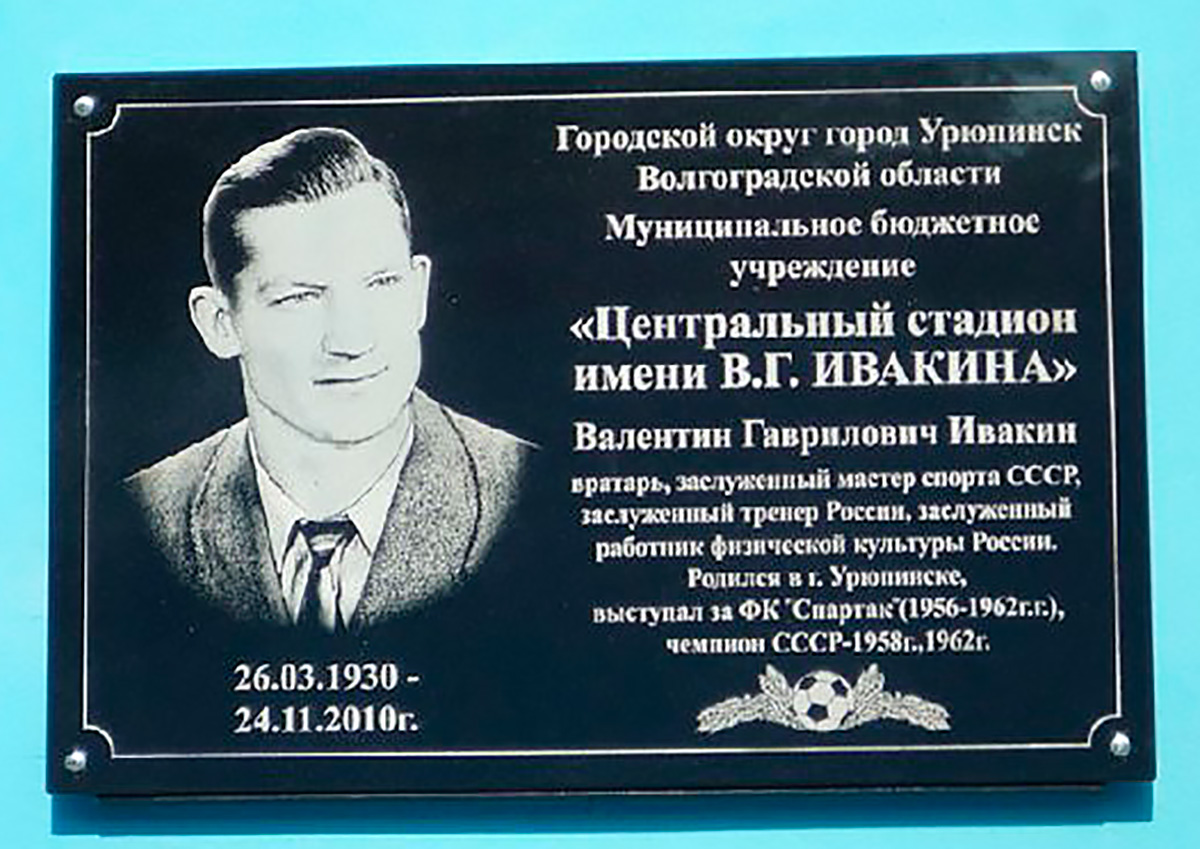 Городской округ город Урюпинск
Волгоградской области
Муниципальное бюджетное
учреждение
«Центральный стадион
имени В.Г. ИВАКИНА»
Валентин Гаврилович Ивакин
вратарь, заслуженный мастер спорта СССР,
заслуженный тренер России, заслуженный
работник физической культуры России.
Родился в г. Урюпинске,
выступал за ФК "Спартак"(1956-1962г.г.),
чемпион СССР-1958г.,1962г.
26.03.1930 -
24.11.2010г.